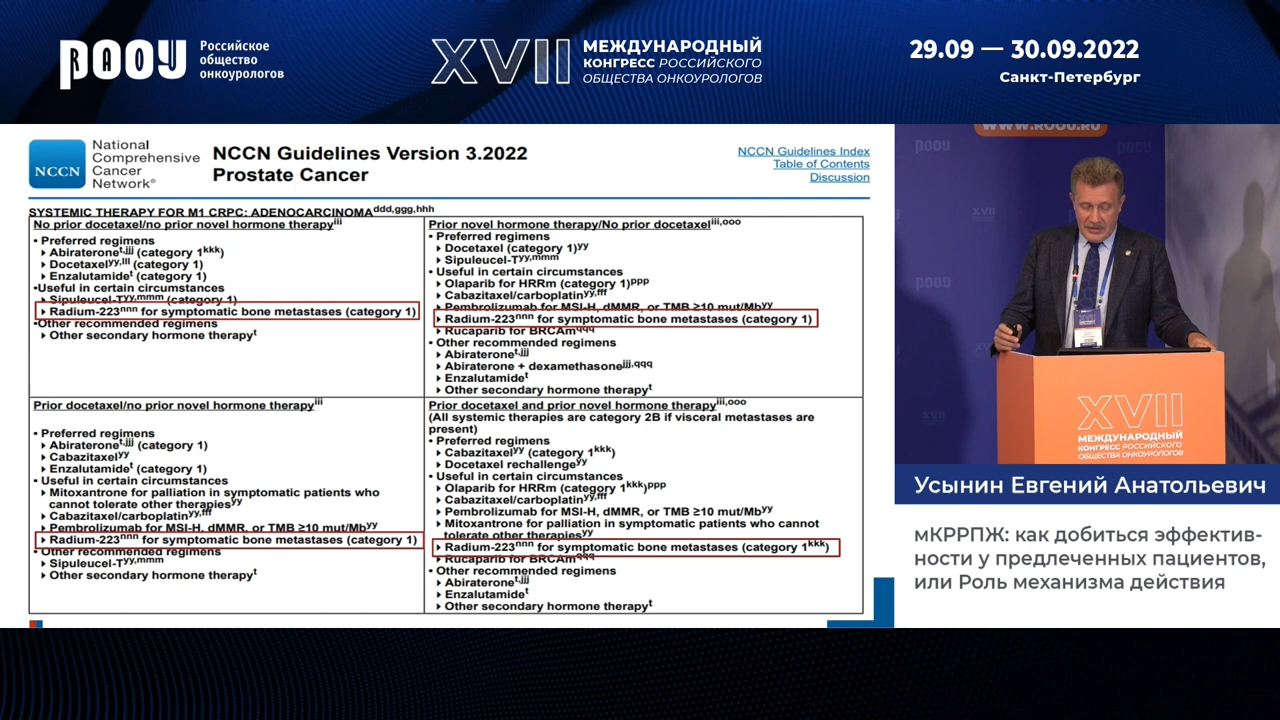 РООУ
Российское
общество
онкоурологов
XVII
МЕЖДУНАРОДНЫЙ
КОНГРЕСС РОССИЙСКОГО
ОБЩЕСТВА ОНКОУРОЛОГОВ
29.09 — 30.09.2022
Санкт-Петербург
NCCN
National
Comprehensive
Cancer
Network®
NCCN Guidelines Version 3.2022
Prostate Cancer
NCCN Guidelines Index
Table of Contents
Discussion
SYSTEMIC THERAPY FOR M1 CRPC: ADENOCARCINOMAddd,ggg,hhh
No prior docetaxel/no prior novel hormone therapyiii
• Preferred regimens
Abirateronet,jjj (category 1kkk)
Docetaxelyy,lll (category 1)
Enzalutamidet (category 1)
•Useful in certain circumstances
Sipuleucel-Tyy,mmm (category 1)
Radium-223nnn for symptomatic bone metastases (category 1)
•Other recommended regimens
Other secondary hormone therapyt
Prior novel hormone therapy/No prior docetaxeliii,ooo
• Preferred regimens
Docetaxel (category 1)yy
Sipuleucel-Tyy,mmm
• Useful in certain circumstances
Olaparib for HRRm (category 1)ppp
Cabazitaxel/carboplatinyy,fff
Pembrolizumab for MSI-H, dMMR, or TMB ≥10 mut/Mbyy
Radium-223nnn for symptomatic bone metastases (category 1)
Rucaparib for BRCAmqqq
• Other recommended regimens
Abirateronet,jjj
Abiraterone + dexamethasonejjj,qqq
Enzalutamidet
Other secondary hormone therapyt
Prior docetaxel/no prior novel hormone therapyiii
• Preferred regimens
Abirateronet,jjj (category 1)
Cabazitaxelyy
Enzalutamidet (category 1)
• Useful in certain circumstances
Mitoxantrone for palliation in symptomatic patients who
cannot tolerate other therapiesyy
Cabazitaxel/carboplatinyy,fff
Pembrolizumab for MSI-H, dMMR, or TMB ≥10 mut/Mbyy
Radium-223nnn for symptomatic bone metastases (category 1)
• Other recommended regimens
Sipuleucel-Tyy,mmm
Other secondary hormone therapyt
Prior docetaxel and prior novel hormone therapyiii,ooo
(All systemic therapies are category 2B if visceral metastases are
present)
• Preferred regimens
Cabazitaxelyy (category 1kkk)
Docetaxel rechallengeyy
• Useful in certain circumstances
Olaparib for HRRm (category 1kkk)ppp
Cabazitaxel/carboplatinyy,fff
Pembrolizumab for MSI-H, dMMR, or TMB ≥10 mut/Mbyy
Mitoxantrone for palliation in symptomatic patients who cannot
tolerate other therapiesyy
Radium-223nnn for symptomatic bone metastases (category 1kkk)
Rucaparib for BRCAmqqq
• Other recommended regimens
Abirateronet,jjj
Enzalutamidet
Other secondary hormone therapyt
WWW.ROOU.RU
XVII
МЕЖДУНАРОДНЫЙ
КОНГРЕСС РОССИЙСКОГО
ОБЩЕСТВА ОНКОУРОЛОГОВ
Усынин Евгений Анатольевич
мКРРПЖ: как добиться эффектив-
ности у предлеченных пациентов,
или Роль механизма действия